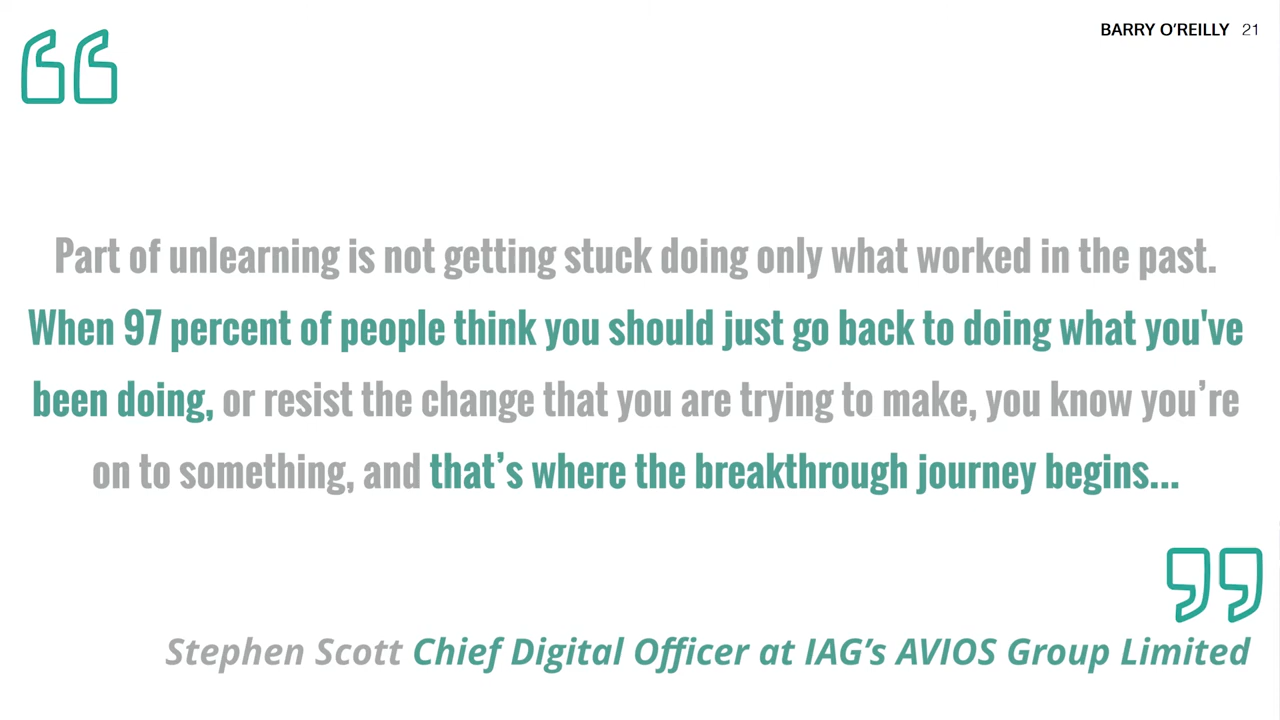 BARRY O’REILLY 21
Part of unlearning is not getting stuck doing only what worked in the past.
When 97 percent of people think you should just go back to doing what you've
been doing, or resist the change that you are trying to make, you know you’re
on to something, and that’s where the breakthrough journey begins...
Stephen Scott Chief Digital Officer at IAG’s AVIOS Group Limited